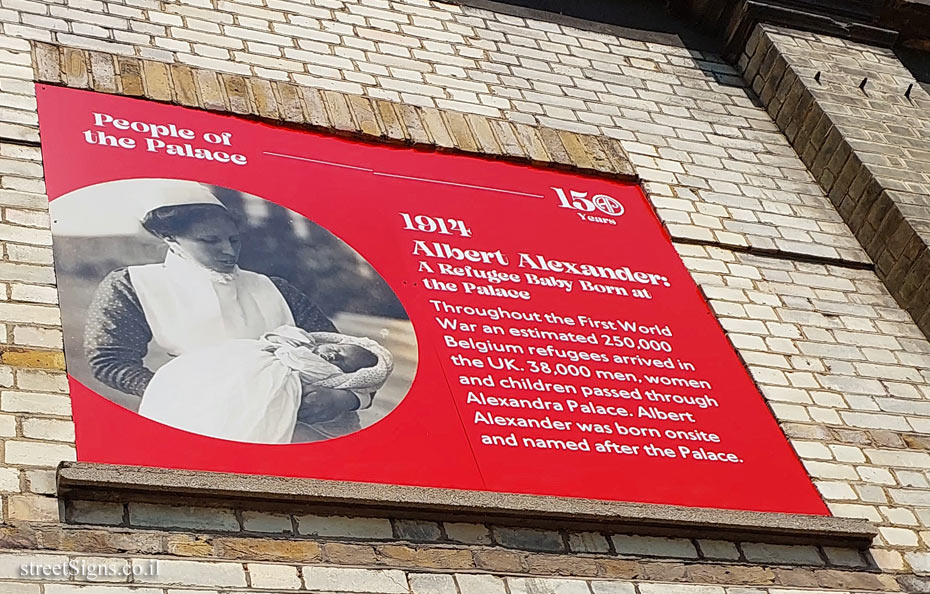 People of
the Palace
150
AP
Years
1914
Albert Alexander:
A Refugee Baby Born at
the Palace
Throughout the First World
War an estimated 250,000
Belgium refugees arrived in
the UK. 38,000 men, women
and children passed through
Alexandra Palace. Albert
Alexander was born onsite
and named after the Palace.
streetSigns.co.il